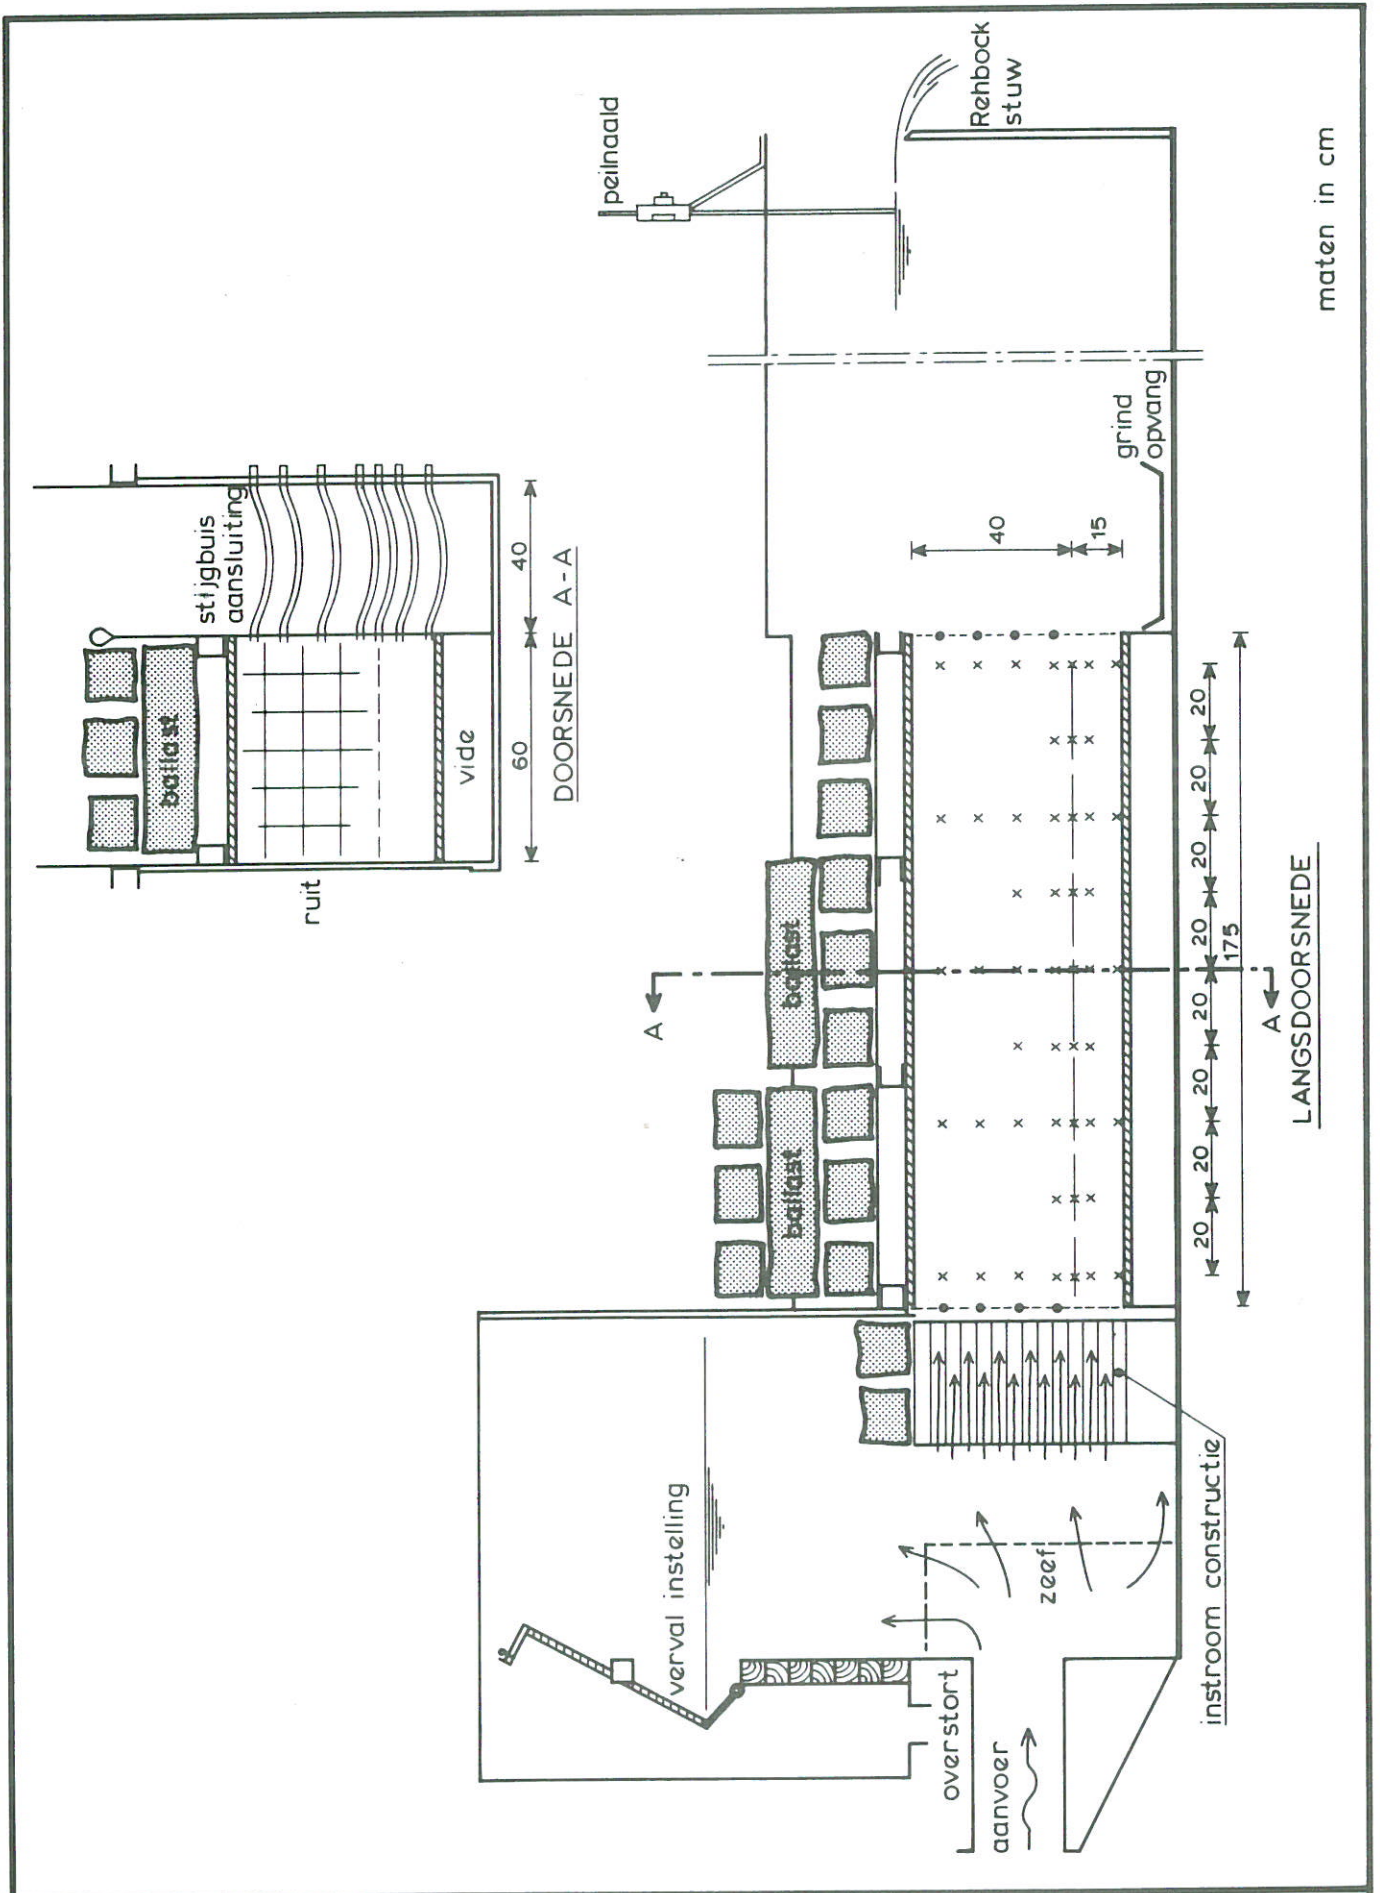 ballast
stijgbuis
aansluiting
ruit
vide
60
40
DOORSNEDE A-A
peilnaald
Rehbock
stuw
verval instelling
ballast
ballast
A
40
15
grind
opvang
overstort
aanvoer
zeef
instroom constructie
20
20
20
20
20
20
20
20
175
A
LANGSDOORSNEDE
maten in cm